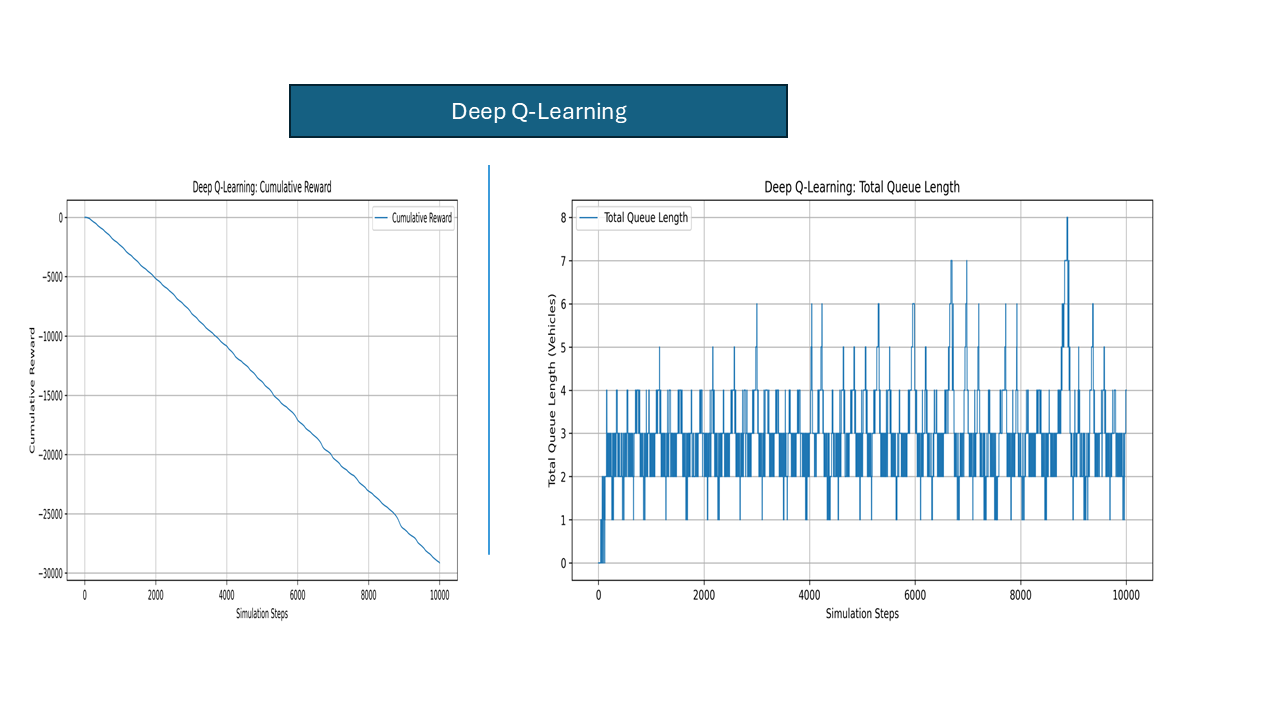 Deep Q-Learning
Deep Q-Learning: Cumulative Reward
Cumulative Reward
0
−5000
−10000
−15000
−20000
−25000
−30000
Cumulative Reward
0 2000 4000 6000 8000 10000
Simulation Steps
Deep Q-Learning: Total Queue Length
Total Queue Length
8
7
6
5
4
3
2
1
0
Total Queue Length (Vehicles)
0 2000 4000 6000 8000 10000
Simulation Steps